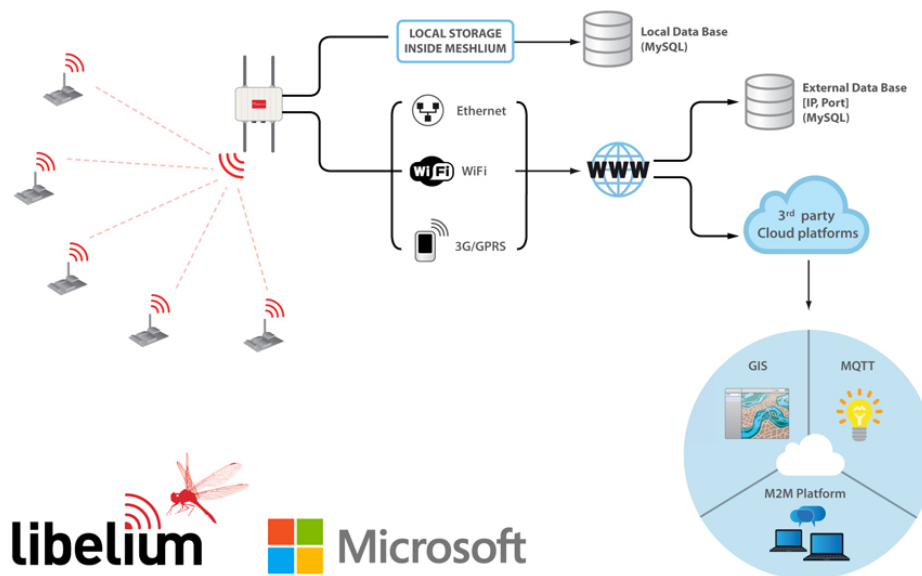 LOCAL STORAGE
INSIDE MESHLIUM
Local Data Base
(MySQL)
Ethernet
WiFi
WiFi
3G/GPRS
WWW
External Data Base
[IP, Port]
(MySQL)
3rd party
Cloud platforms
GIS
MQTT
M2M Platform
libelium
Microsoft